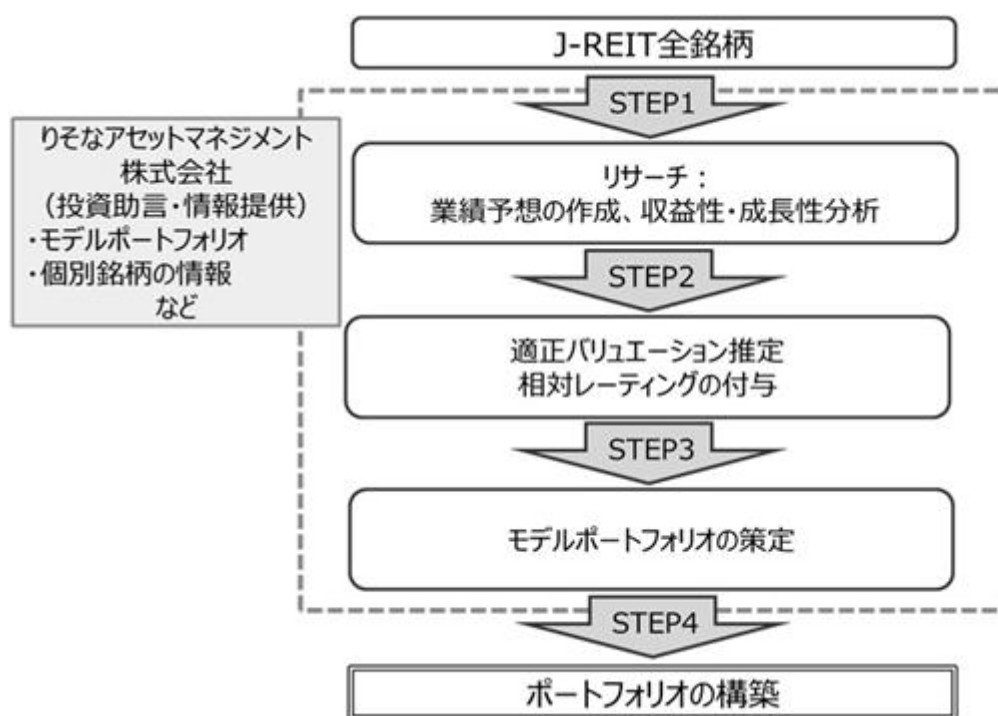 J-REIT全銘柄
STEP1
りそなアセットマネジメント
株式会社
（投資助言・情報提供）
・モデルポートフォリオ
・個別銘柄の情報
など
リサーチ：
業績予想の作成、収益性・成長性分析
STEP2
適正バリュエーション推定
相対レーティングの付与
STEP3
モデルポートフォリオの策定
STEP4
ポートフォリオの構築